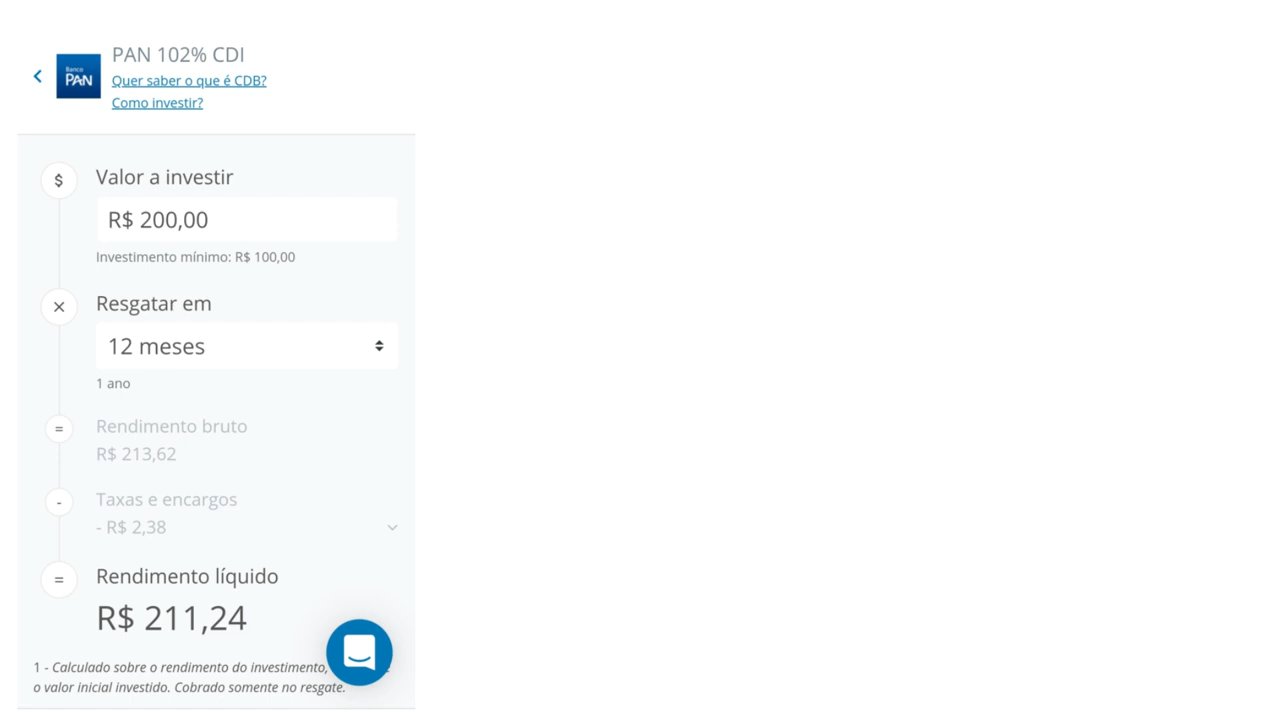 PAN 102% CDI
Banco
PAN
Quer saber o que é CDB?
Como investir?
$
Valor a investir
R$ 200,00
Investimento mínimo: R$ 100,00
×
Resgatar em
12 meses
1 ano
=
Rendimento bruto
R$ 213,62
-
Taxas e encargos
- R$ 2,38
=
Rendimento líquido
R$ 211,24
1 - Calculado sobre o rendimento do investimento,
o valor inicial investido. Cobrado somente no resgate.